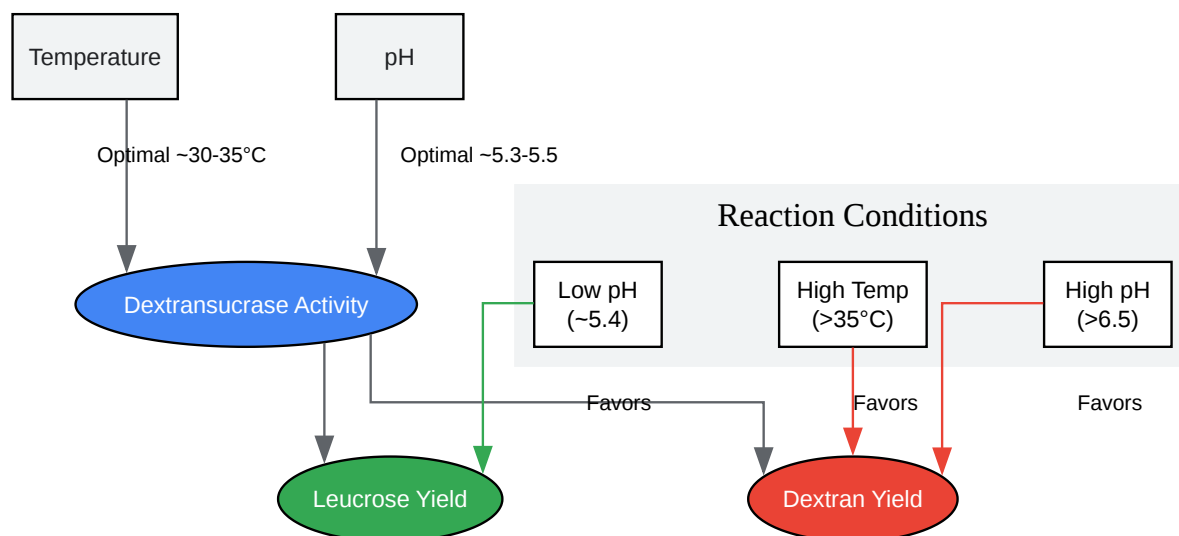 Temperature
pH
Optimal ~30-35°C
Optimal ~5.3-5.5
Reaction Conditions
Low pH
(~5.4)
High Temp
(>35°C)
High pH
(>6.5)
Dextransucrase Activity
Favors
Favors
Favors
Leucrose Yield
Dextran Yield